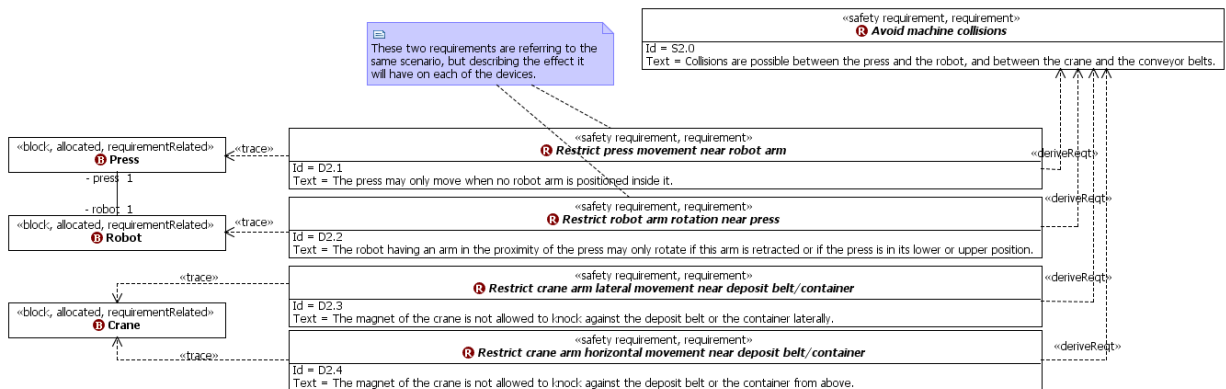 «safety requirement, requirement»
R Avoid machine collisions
Id = S2.0
Text = Collisions are possible between the press and the robot, and between the crane and the conveyor belts.
These two requirements are referring to the
same scenario, but describing the effect it
will have on each of the devices.
«block, allocated, requirementRelated»
B Press
- press 1
- robot 1
«block, allocated, requirementRelated»
B Robot
«trace»
«safety requirement, requirement»
R Restrict press movement near robot arm
Id = D2.1
Text = The press may only move when no robot arm is positioned inside it.
«deriveReqt»
«trace»
«safety requirement, requirement»
R Restrict robot arm rotation near press
Id = D2.2
Text = The robot having an arm in the proximity of the press may only rotate if this arm is retracted or if the press is in its lower or upper position.
«deriveReqt»
«block, allocated, requirementRelated»
B Crane
«trace»
«safety requirement, requirement»
R Restrict crane arm lateral movement near deposit belt/container
Id = D2.3
Text = The magnet of the crane is not allowed to knock against the deposit belt or the container laterally.
«deriveReqt»
«trace»
«safety requirement, requirement»
R Restrict crane arm horizontal movement near deposit belt/container
Id = D2.4
Text = The magnet of the crane is not allowed to knock against the deposit belt or the container from above.
«deriveReqt»